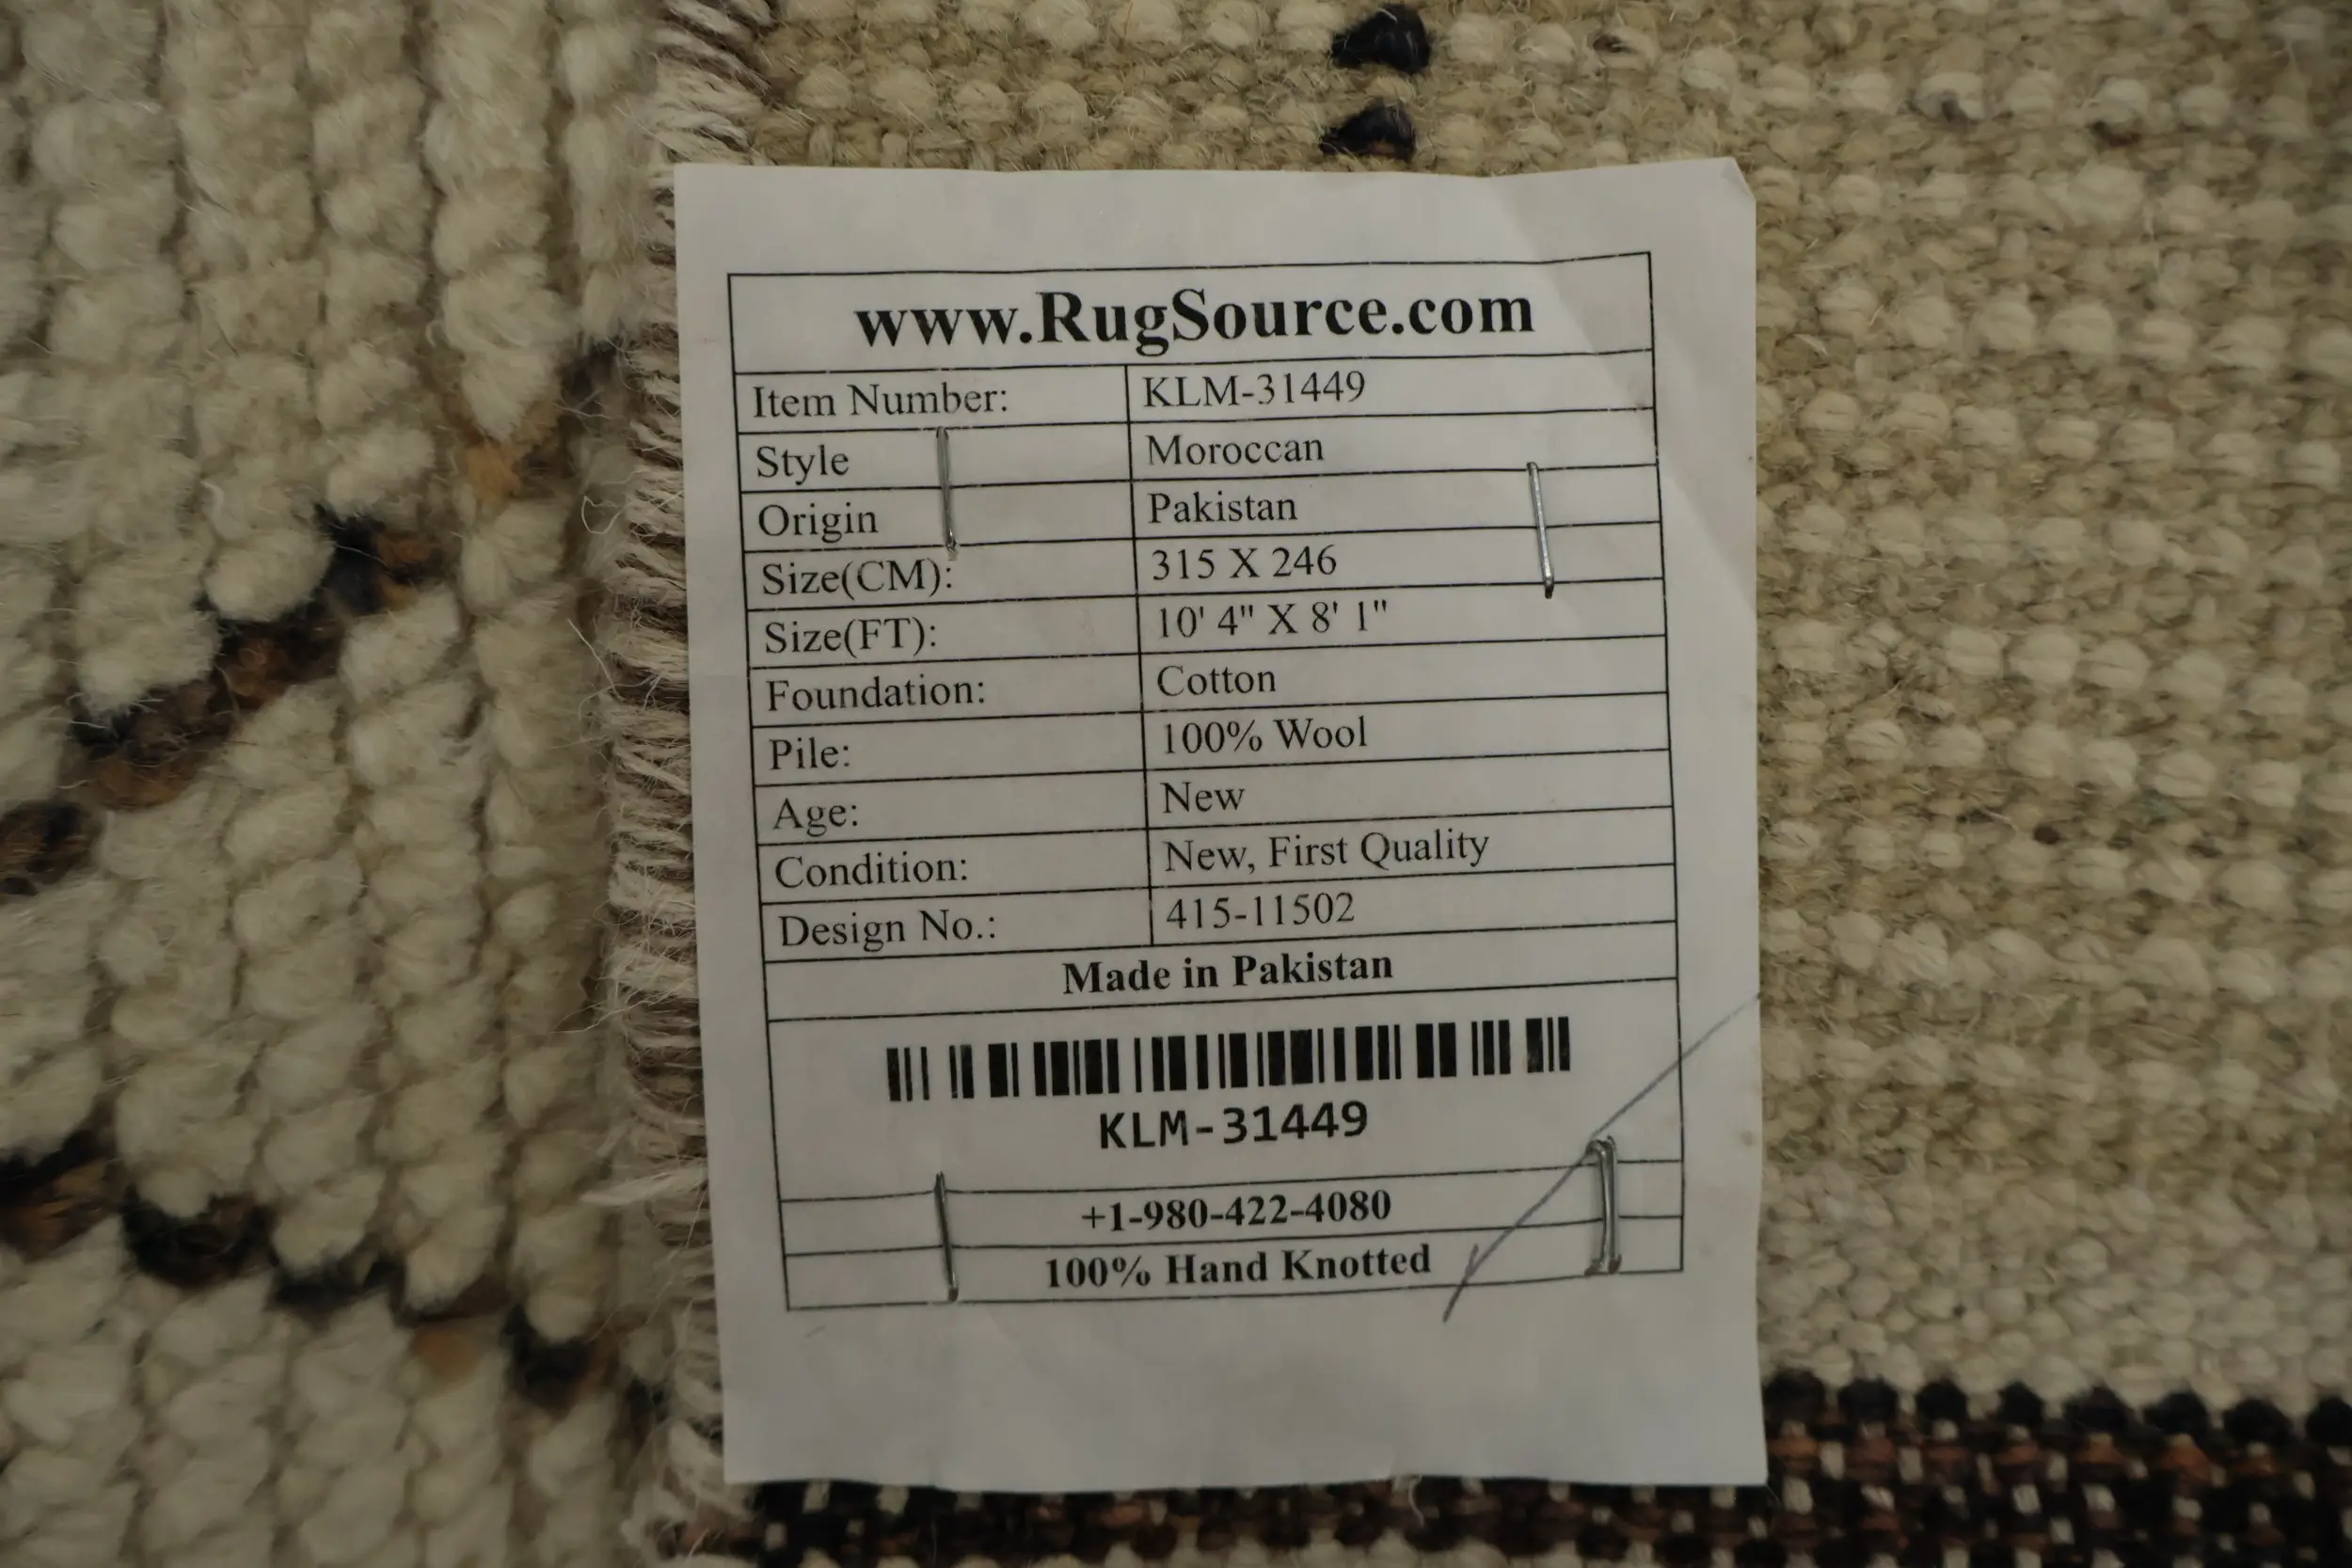 www.RugSource.com
Item Number: KLM-31449
Style Moroccan
Origin Pakistan
Size(CM): 315 X 246
Size(FT): 10' 4" X 8' 1"
Foundation: Cotton
Pile: 100% Wool
Age: New
Condition: New, First Quality
Design No.: 415-11502
Made in Pakistan
KLM-31449
+1-980-422-4080
100% Hand Knotted